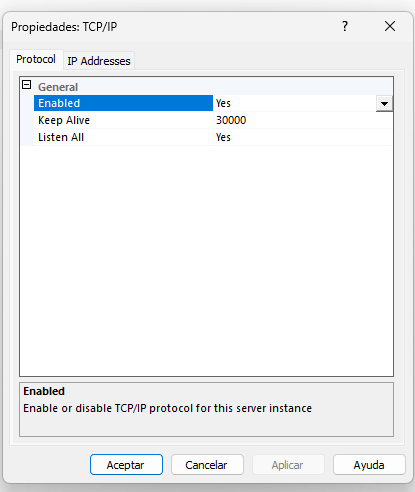 Propiedades: TCP/IP ?
Protocol IP Addresses
General
Enabled Yes
Keep Alive 30000
Listen All Yes
Enabled
Enable or disable TCP/IP protocol for this server instance
Aceptar Cancelar Aplicar Ayuda